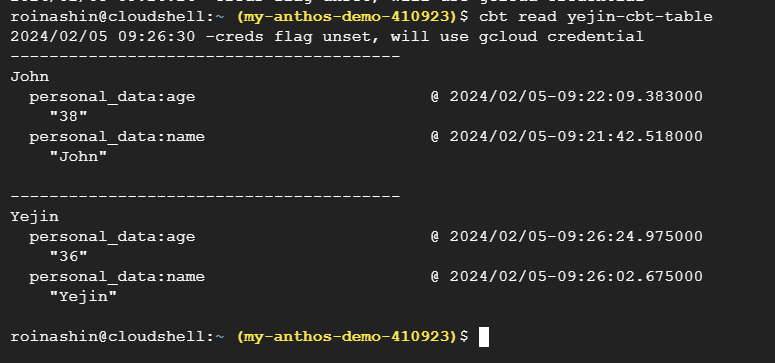 roinashin@cloudshell:~ (my-anthos-demo-410923)$ cbt read yejin-cbt-table
2024/02/05 09:26:30 -creds flag unset, will use gcloud credential
----------------------------------------
John
  personal_data:age                        @ 2024/02/05-09:22:09.383000
    "38"
  personal_data:name                       @ 2024/02/05-09:21:42.518000
    "John"
----------------------------------------
Yejin
  personal_data:age                        @ 2024/02/05-09:26:24.975000
    "36"
  personal_data:name                       @ 2024/02/05-09:26:02.675000
    "Yejin"
roinashin@cloudshell:~ (my-anthos-demo-410923)$